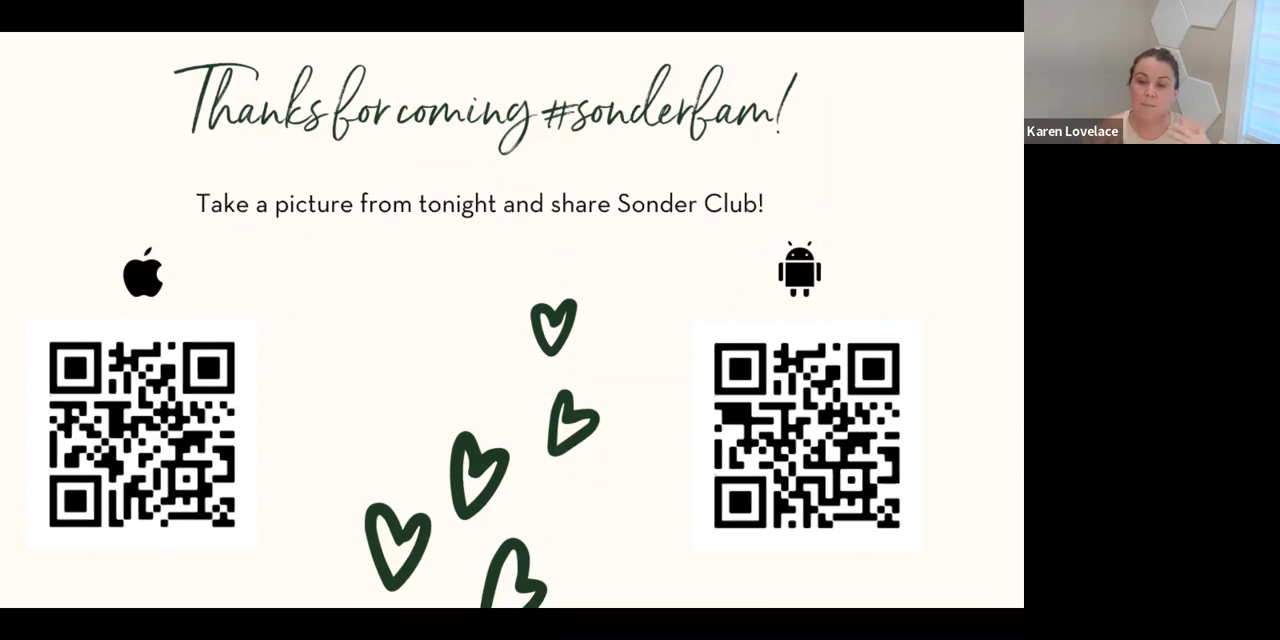 Thanks for coming #sonderfam!
Take a picture from tonight and share Sonder Club!
Karen Lovelace